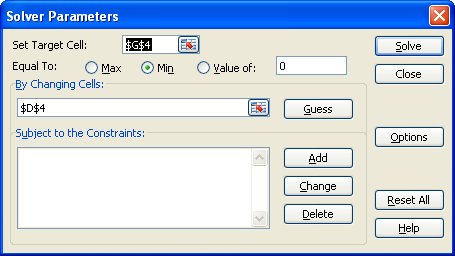 Solver Parameters
Set Target Cell: $G$4 Solve
Equal To: Max Min Value of: 0 Close
By Changing Cells:
$D$4 Guess
Subject to the Constraints: Options
Add
Change
Reset All
Delete
Help